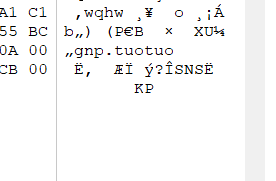 A1 C1 ,wqhw ¸¥ o ¸¡Á
55 BC b„) (P€B × XU¼
0A 00 „gnp.tuotuo
CB 00 Ë, ÆÏ ý?ÎSNSË
KP